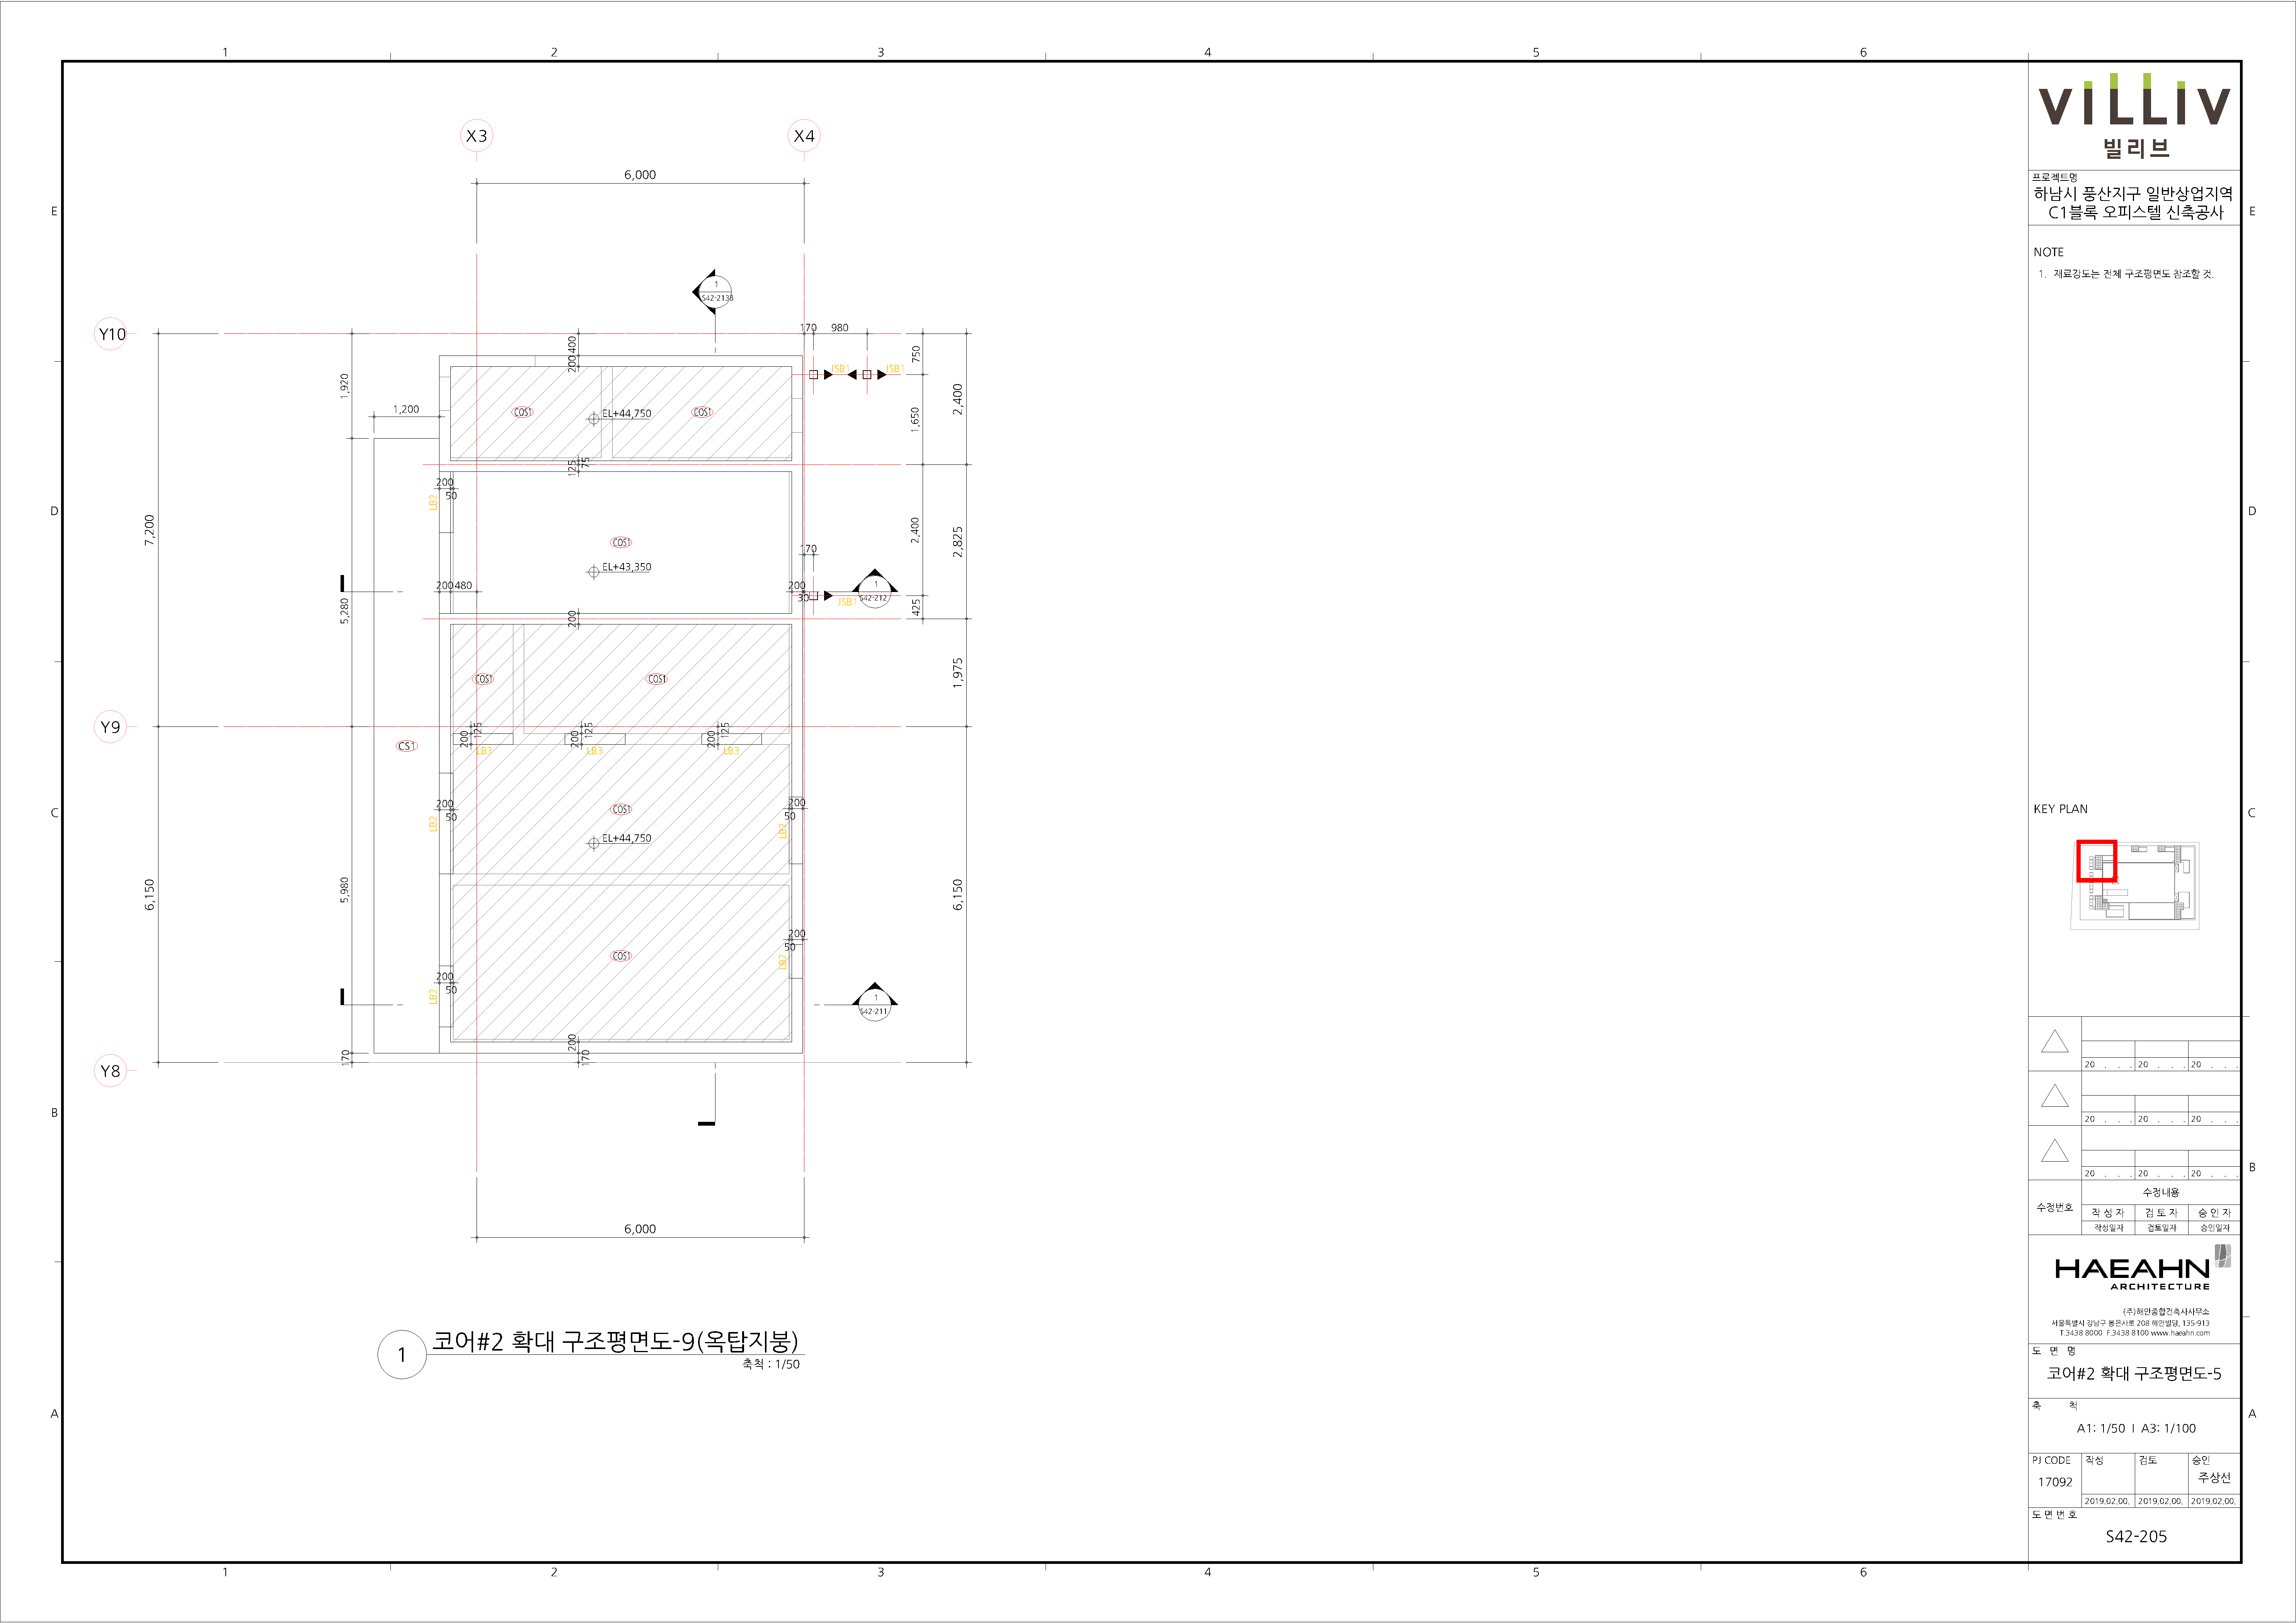 1 2 3 4 5 6
E
D
C
B
A
X3 X4
6,000
Y10
Y9
Y8
1
S42-2138
170 980
400
200
1,920
1,200
750
1,650
2,400
JSB1 JSB1
COS1 COS1
EL+44,750
125
75
200
50
LB2
7,200
5,280
COS1
EL+43,350
200 480
170
200
30
JSB1
1
S42-212
2,400
2,825
425
200
1,975
COS1 COS1
CS1
200 125 LB3
200 125 LB3
200 125 LB3
200
50
LB2
COS1
EL+44,750
200
50
LB2
6,150
5,980
6,150
COS1
200
50
LB2
200
50
LB2
1
S42-211
170
200
170
6,000
1
코어#2 확대 구조평면도-9(옥탑지붕)
축척 : 1/50
VILLIV
빌리브
프로젝트명
하남시 풍산지구 일반상업지역
C1블록 오피스텔 신축공사
NOTE
1. 재료강도는 전체 구조평면도 참조할 것.
KEY PLAN
20 . . . 20 . . . 20 . . .
20 . . . 20 . . . 20 . . .
20 . . . 20 . . . 20 . . .
수정번호
수정내용
작 성 자 검 토 자 승 인 자
작성일자 검토일자 승인일자
HAEAHN
ARCHITECTURE
(주)해안종합건축사사무소
서울특별시 강남구 봉은사로 208 해안빌딩, 135-913
T.3438 8000 F.3438 8100 www.haeahn.com
도 면 명
코어#2 확대 구조평면도-5
축 척
A1: 1/50 I A3: 1/100
PJ CODE 작성 검토 승인
17092 주상선
2019.02.00. 2019.02.00. 2019.02.00.
도 면 번 호
S42-205
E
D
C
B
A
1 2 3 4 5 6